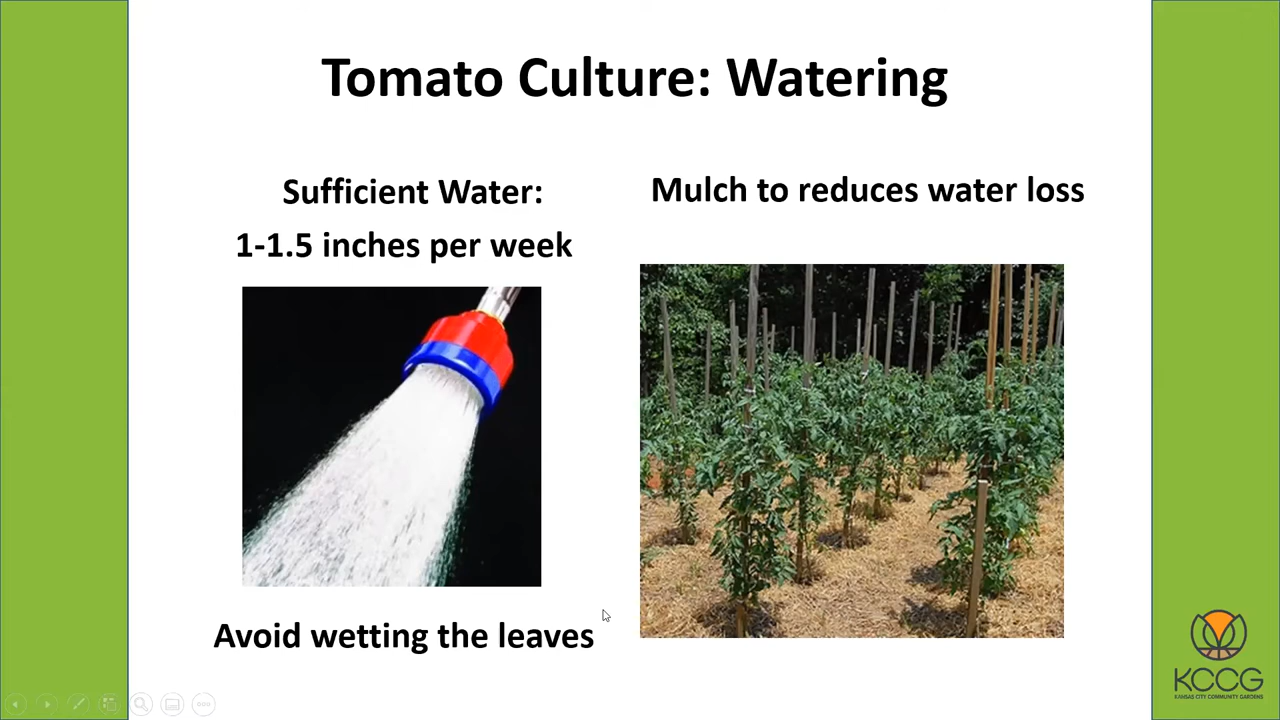 Tomato Culture: Watering
Sufficient Water:
1-1.5 inches per week
Avoid wetting the leaves
Mulch to reduces water loss
KCCG
KANSAS CITY COMMUNITY GARDENS